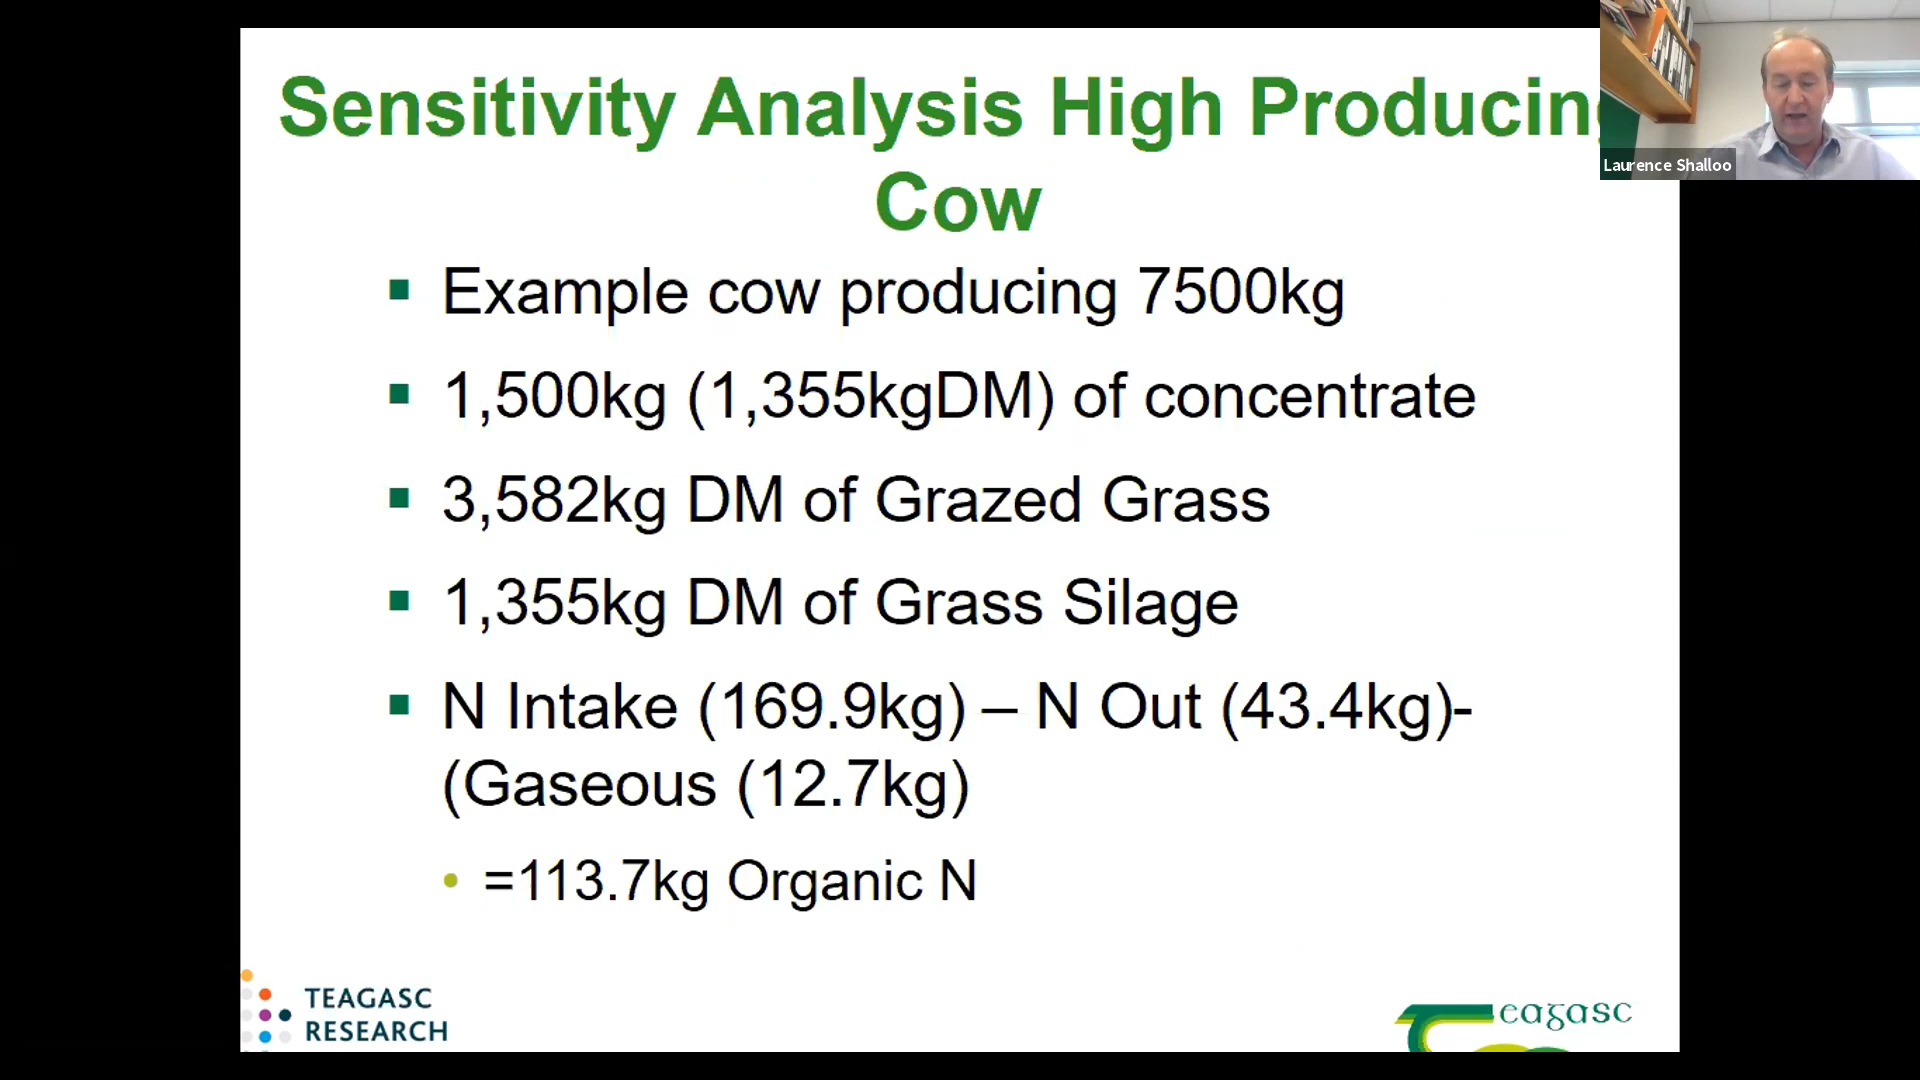 Sensitivity Analysis High Producing
Cow
Example cow producing 7500kg
1,500kg (1,355kgDM) of concentrate
3,582kg DM of Grazed Grass
1,355kg DM of Grass Silage
N Intake (169.9kg) – N Out (43.4kg)-
(Gaseous (12.7kg)
=113.7kg Organic N
TEAGASC
RESEARCH
eagasc
Laurence Shalloo